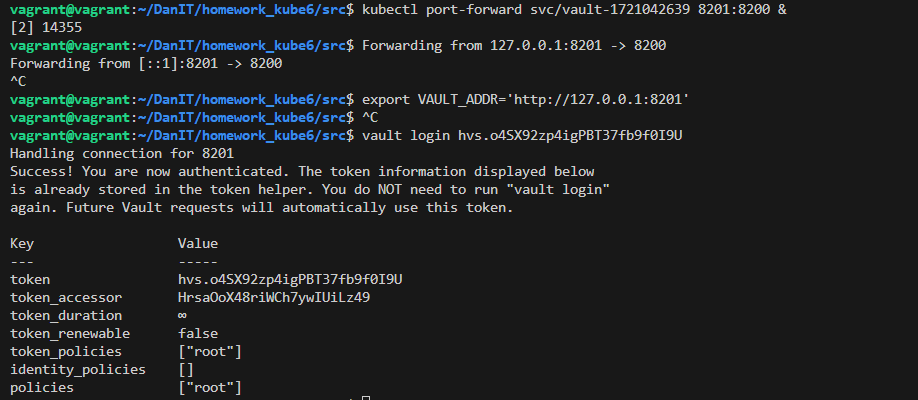 vagrant@vagrant:~/DanIT/homework_kube6/src$ kubectl port-forward svc/vault-1721042639 8201:8200 &
[2] 14355
vagrant@vagrant:~/DanIT/homework_kube6/src$ Forwarding from 127.0.0.1:8201 -> 8200
Forwarding from [::1]:8201 -> 8200
^C
vagrant@vagrant:~/DanIT/homework_kube6/src$ export VAULT_ADDR='http://127.0.0.1:8201'
vagrant@vagrant:~/DanIT/homework_kube6/src$ ^C
vagrant@vagrant:~/DanIT/homework_kube6/src$ vault login hvs.o4SX92zp4igPBT37fb9f0I9U
Handling connection for 8201
Success! You are now authenticated. The token information displayed below
is already stored in the token helper. You do NOT need to run "vault login"
again. Future Vault requests will automatically use this token.
Key Value
--- -----
token hvs.o4SX92zp4igPBT37fb9f0I9U
token_accessor HrsaOoX48riWCh7ywIUiLz49
token_duration ∞
token_renewable false
token_policies ["root"]
identity_policies []
policies ["root"]